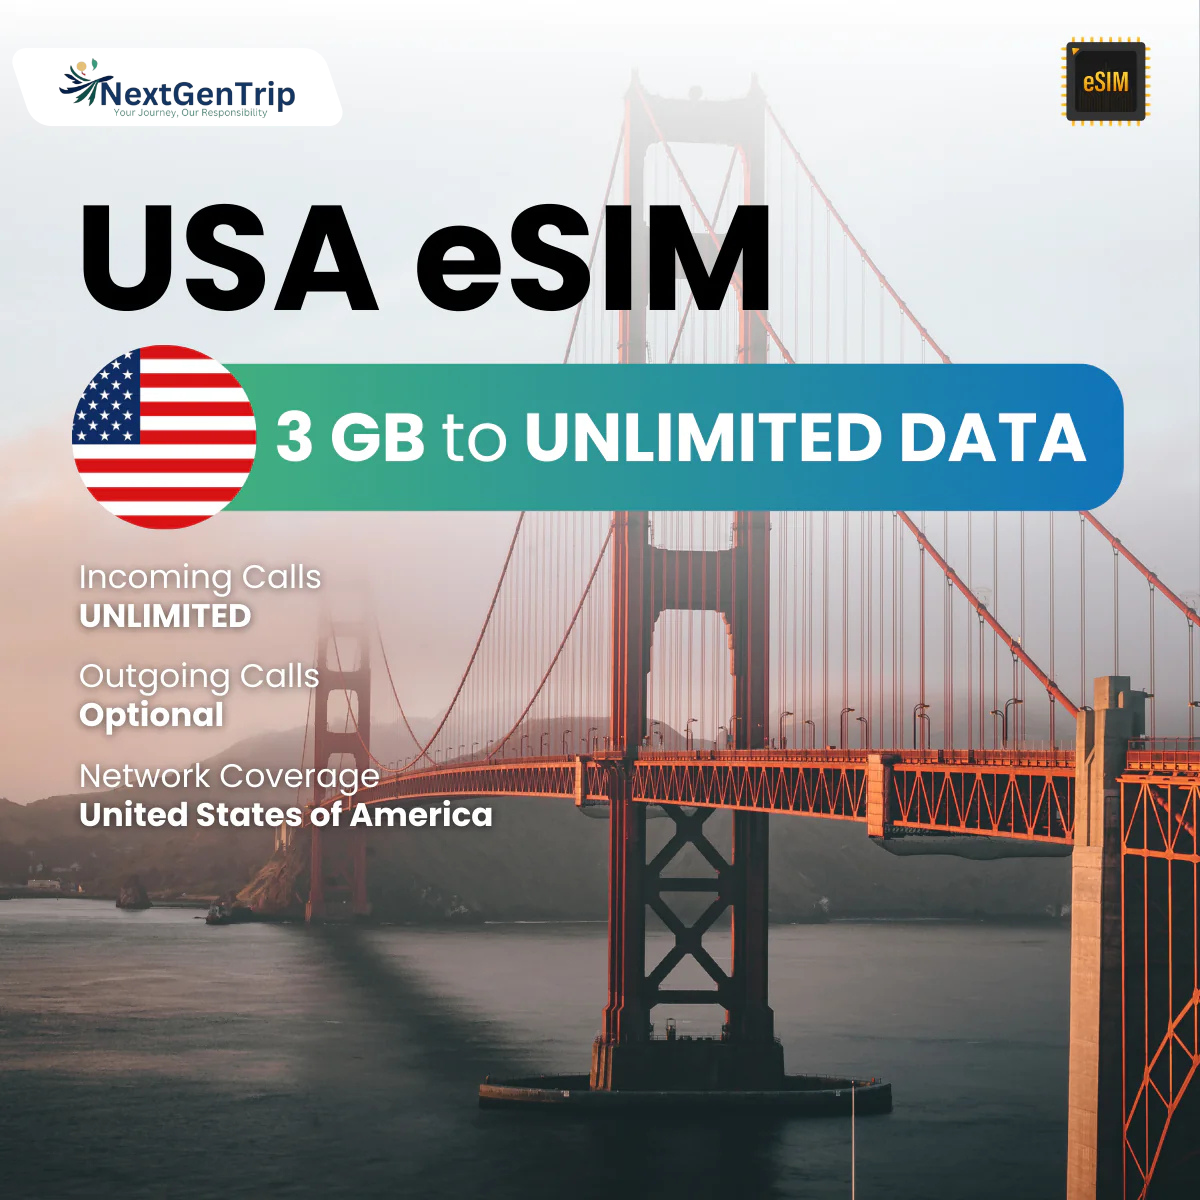 NextGenTrip
Your Journey, Our Responsibility
eSIM
USA eSIM
3 GB to UNLIMITED DATA
Incoming Calls
UNLIMITED
Outgoing Calls
Optional
Network Coverage
United States of America